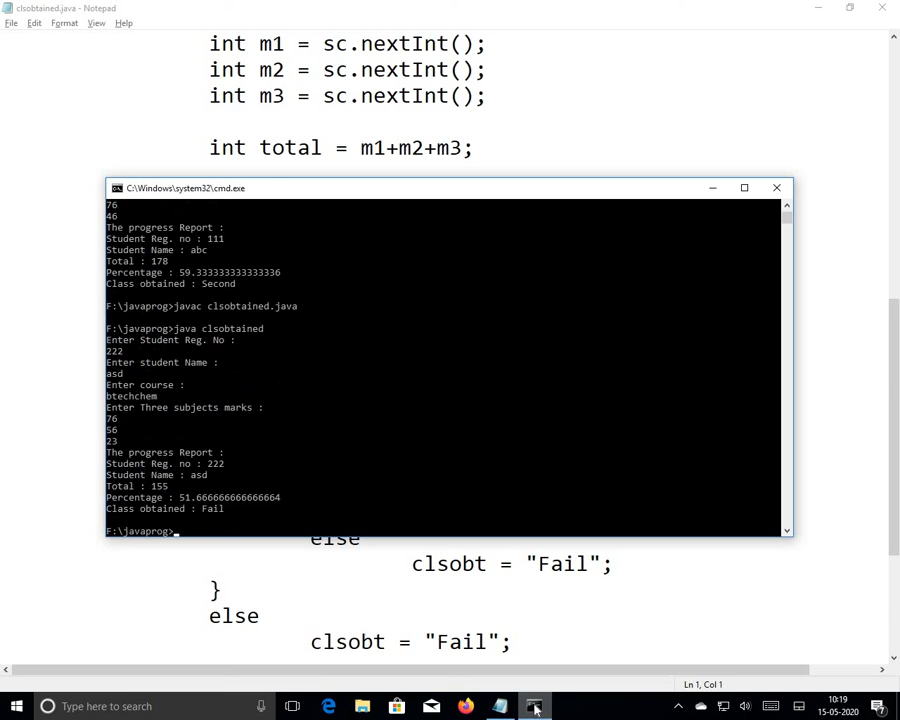 clsobtained.java - Notepad
File Edit Format View Help
int m1 = sc.nextInt();
int m2 = sc.nextInt();
int m3 = sc.nextInt();
int total = m1+m2+m3;
C:\Windows\system32\cmd.exe
76
46
The progress Report :
Student Reg. no : 111
Student Name : abc
Total : 178
Percentage : 59.333333333333336
Class obtained : Second
F:\javaprog>javac clsobtained.java
F:\javaprog>java clsobtained
Enter Student Reg. No :
222
Enter student Name :
asd
Enter course :
btechchem
Enter Three subjects marks :
76
56
23
The progress Report :
Student Reg. no : 222
Student Name : asd
Total : 155
Percentage : 51.666666666666664
Class obtained : Fail
F:\javaprog>
else
clsobt = "Fail";
}
else
clsobt = "Fail";
Ln 1, Col 1
Type here to search
10:19
15-05-2020
7